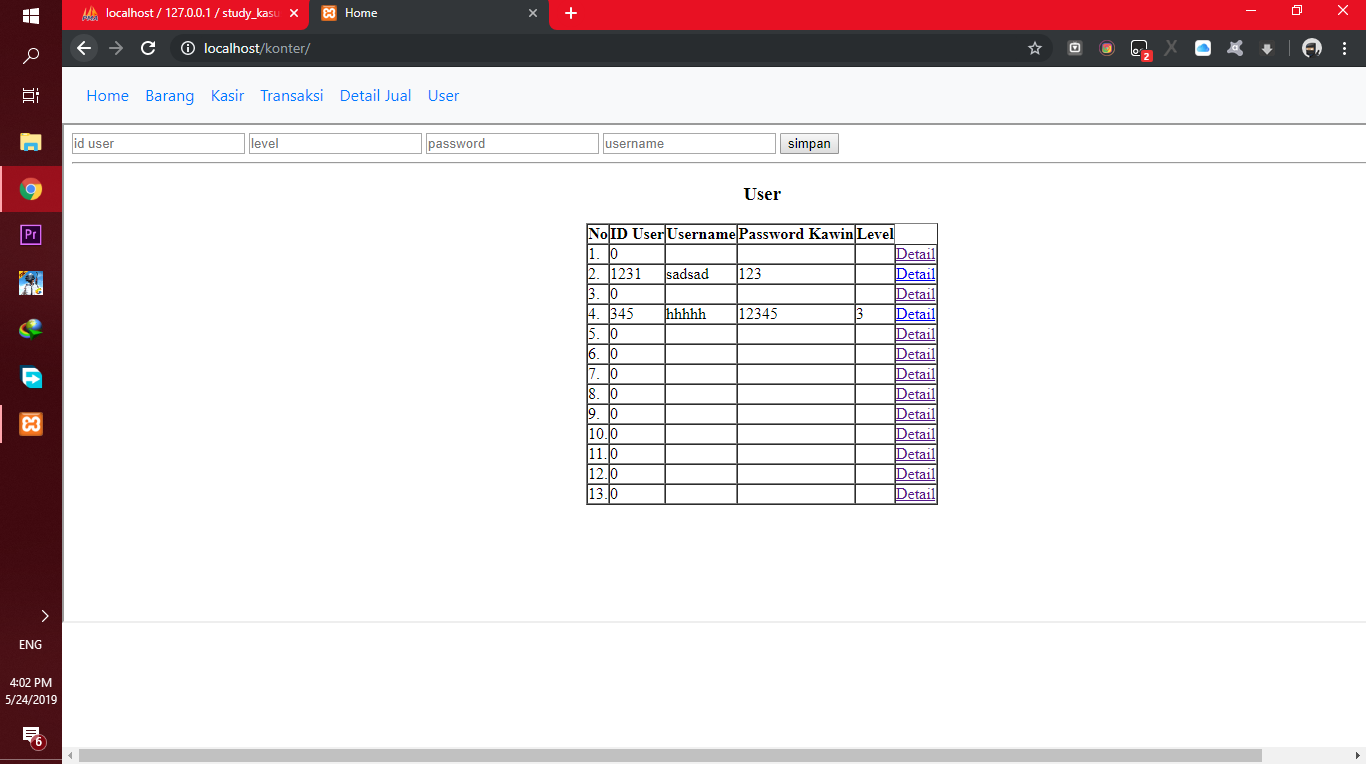 localhost / 127.0.0.1 / study_kasu
Home
localhost/konter/
2
Home Barang Kasir Transaksi Detail Jual User
id user level password username simpan
User
No ID User Username Password Kawin Level
1. 0 Detail
2. 1231 sadsad 123 Detail
3. 0 Detail
4. 345 hhhhh 12345 3 Detail
5. 0 Detail
6. 0 Detail
7. 0 Detail
8. 0 Detail
9. 0 Detail
10. 0 Detail
11. 0 Detail
12. 0 Detail
13. 0 Detail
Pr
ENG
4:02 PM
5/24/2019
6